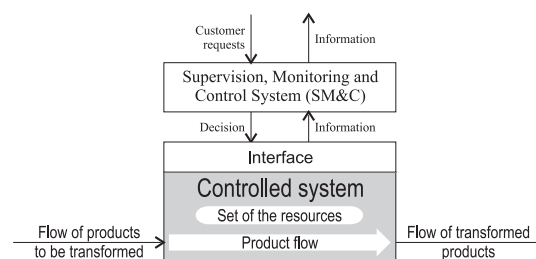 Customer
requests
Information
Supervision, Monitoring and
Control System (SM&C)
Decision
Information
Interface
Controlled system
Set of the resources
Flow of products
to be transformed
Product flow
Flow of transformed
products